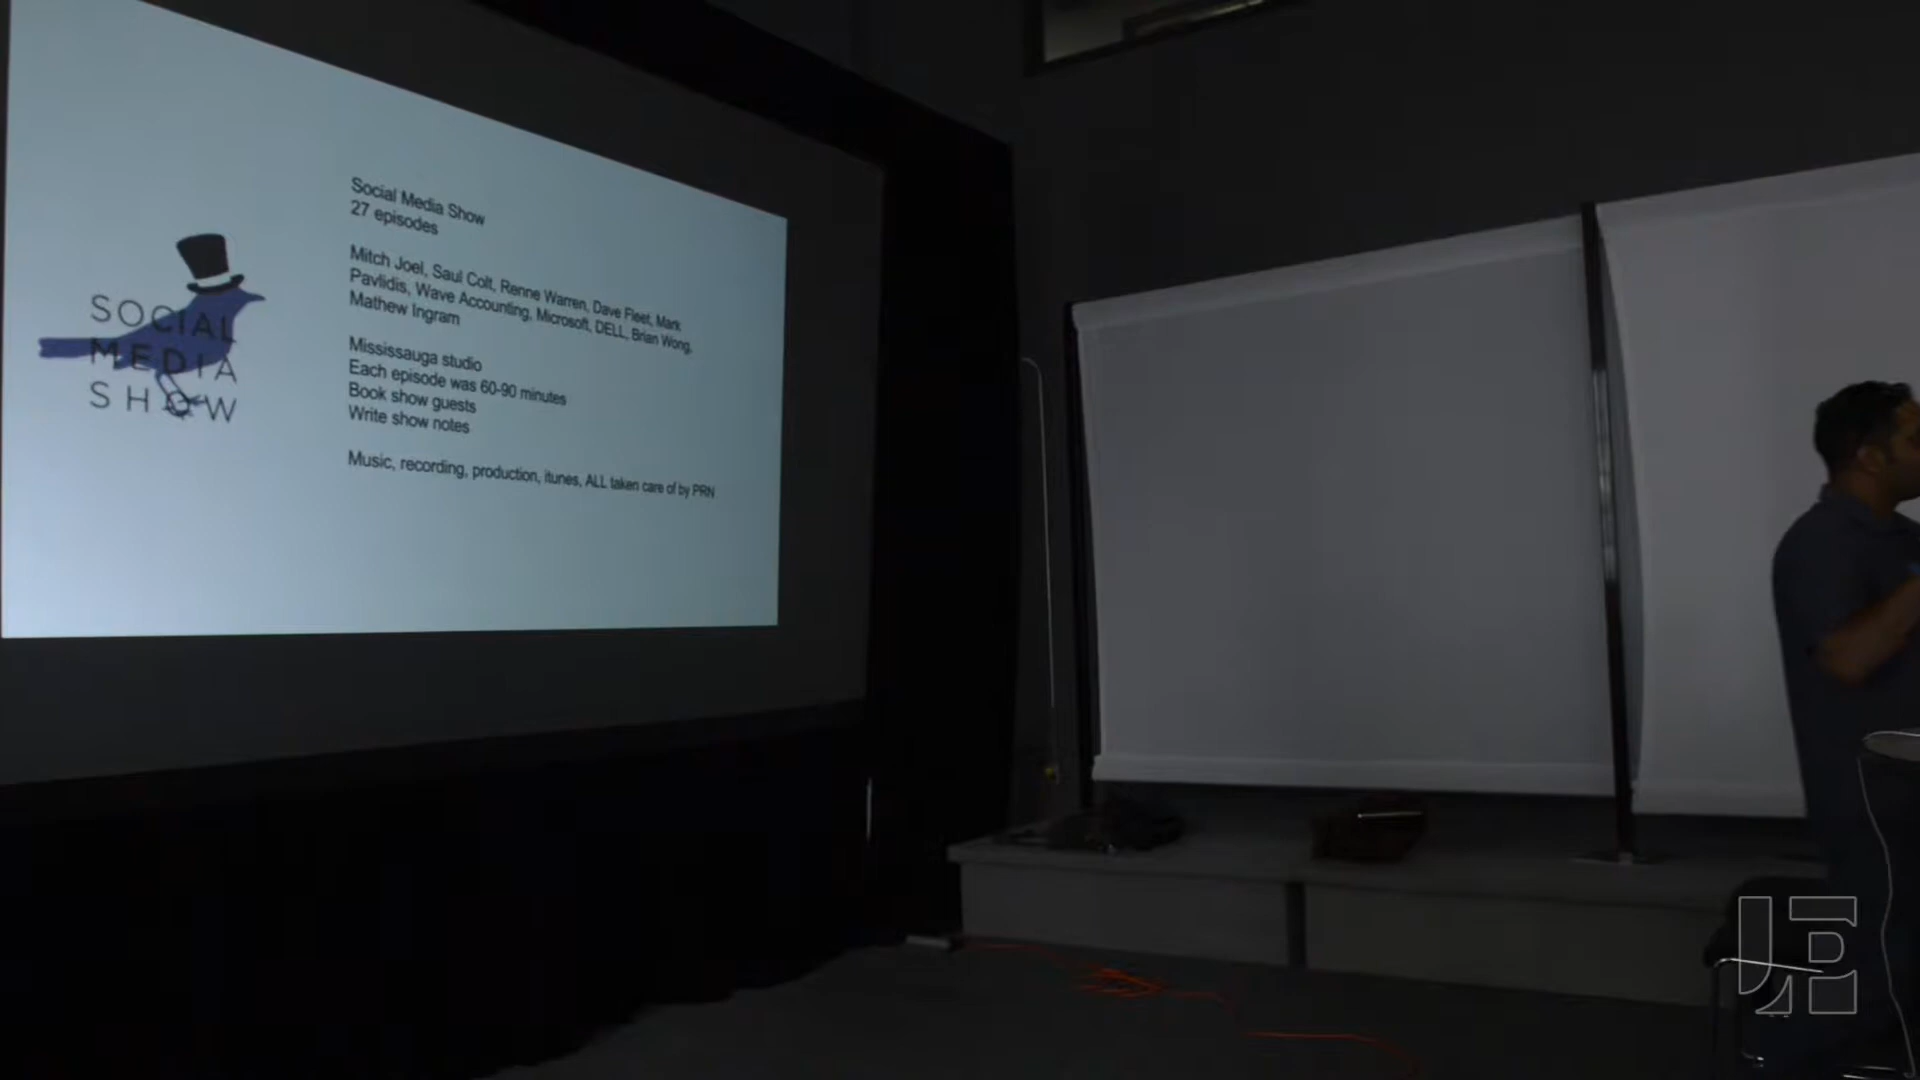 SOCIAL
MEDIA
SHOW
Social Media Show
27 episodes
Mitch Joel, Saul Colt, Renne Warren, Dave Fleet, Mark
Pavlidis, Wave Accounting, Microsoft, DELL, Brian Wong,
Mathew Ingram
Mississauga studio
Each episode was 60-90 minutes
Book show guests
Write show notes
Music, recording, production, itunes, ALL taken care of by PRN